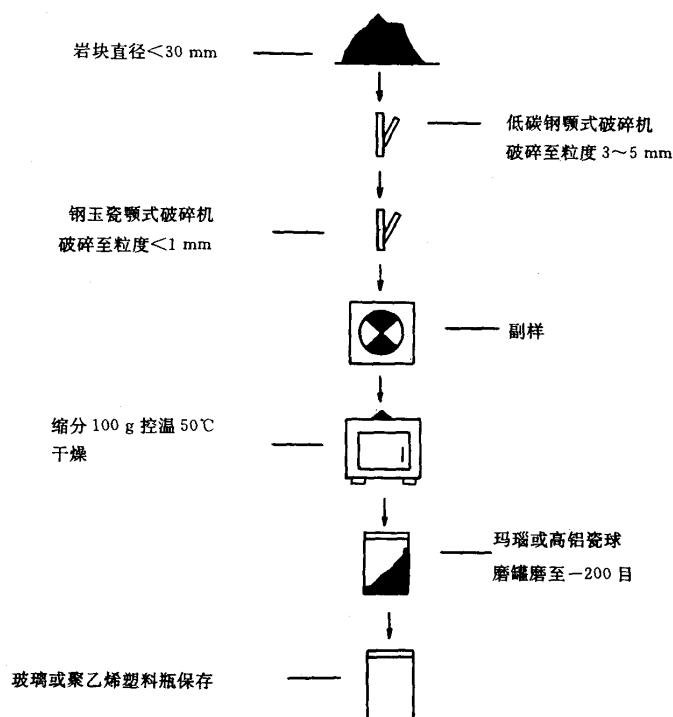 岩块直径<30 mm
低碳钢颚式破碎机
破碎至粒度 3~5 mm
钢玉瓷颚式破碎机
破碎至粒度<1 mm
副样
缩分 100 g 控温 50℃
干燥
玛瑙或高铝瓷球
磨罐磨至-200 目
玻璃或聚乙烯塑料瓶保存